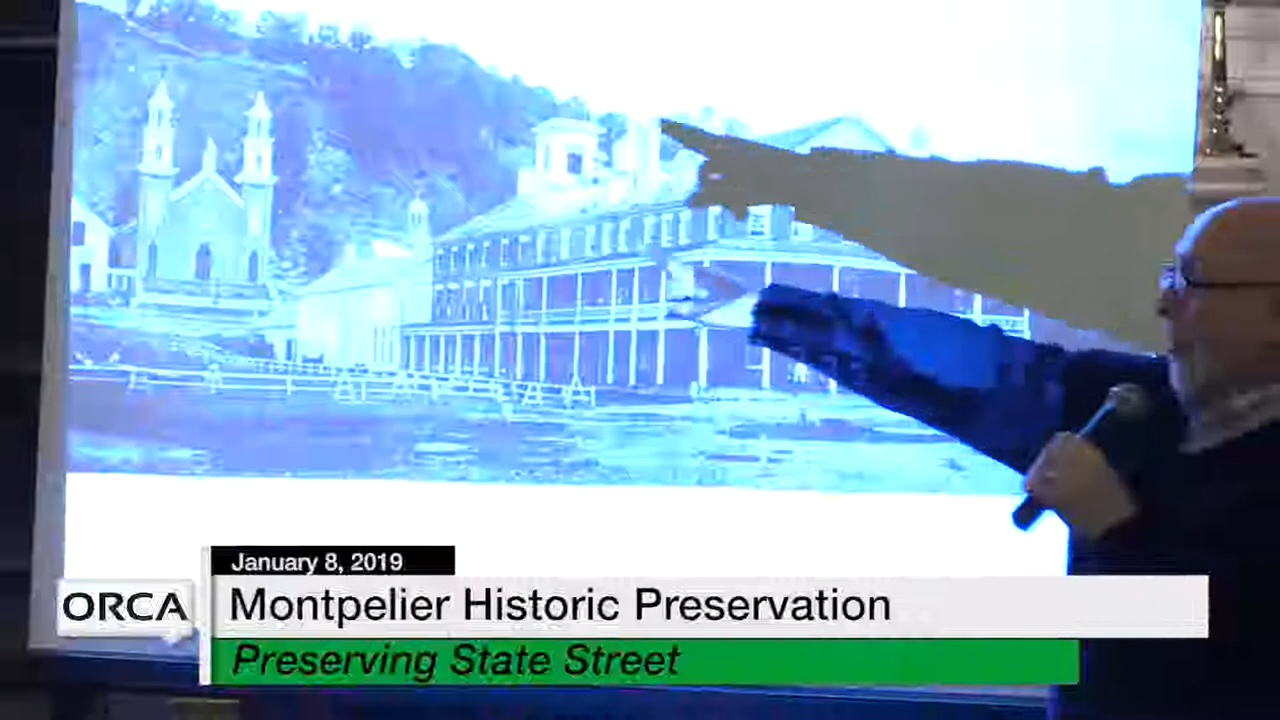 January 8, 2019
ORCA
Montpelier Historic Preservation
Preserving State Street